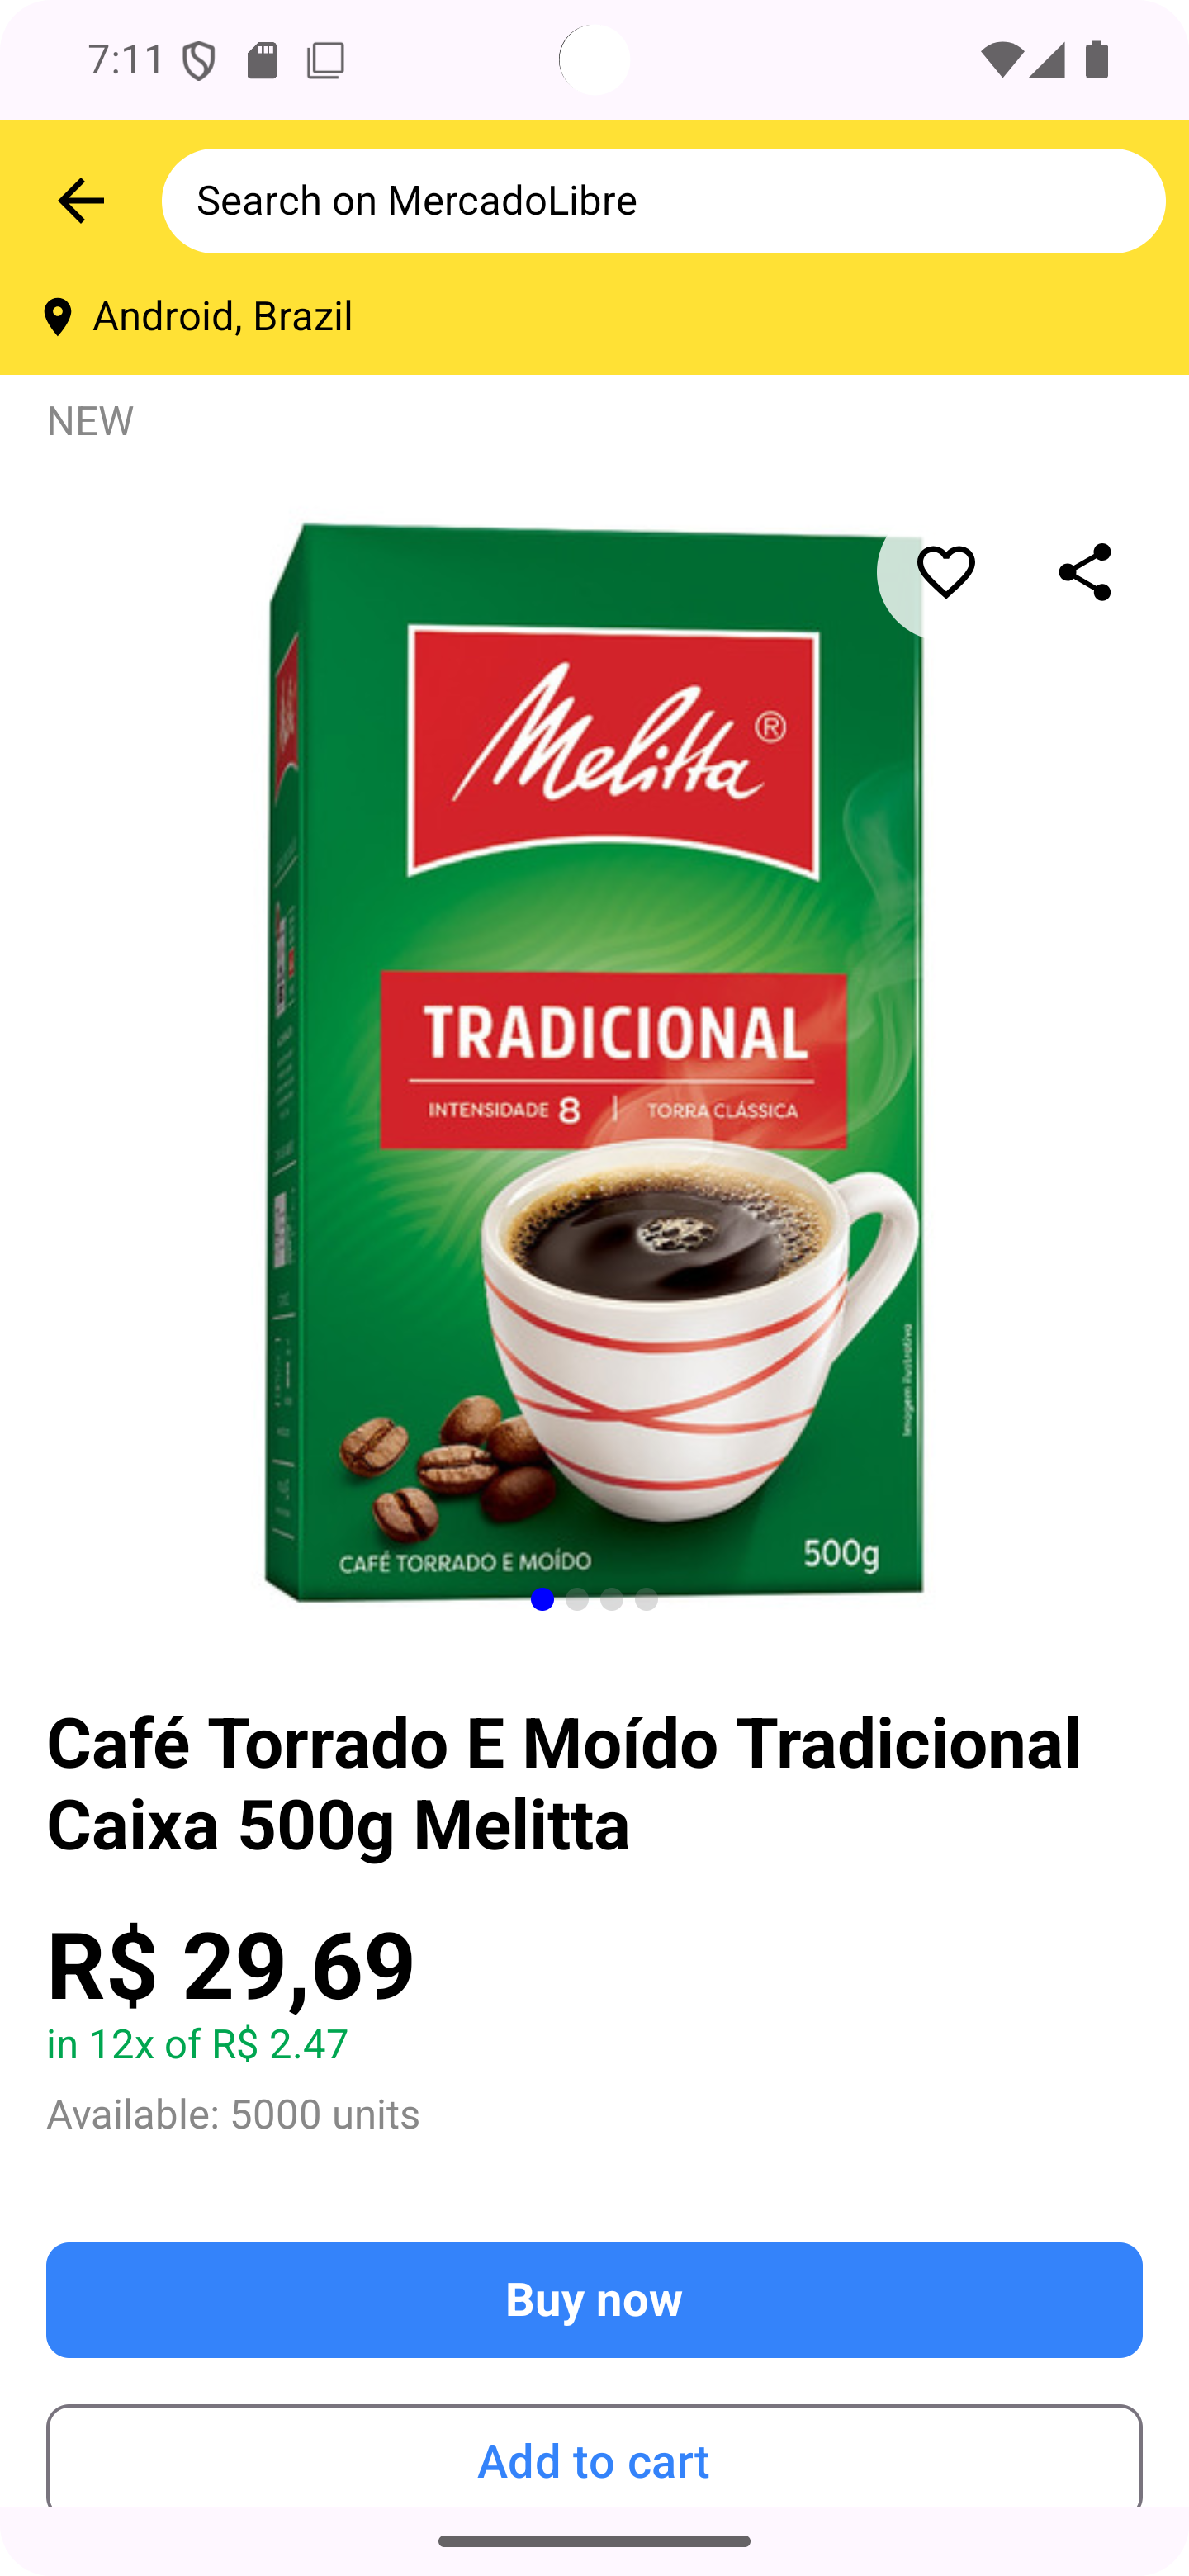 7:11
Search on MercadoLibre
Android, Brazil
NEW
Melitta®
TRADICIONAL
INTENSIDADE 8 | TORRA CLÁSSICA
Imagem ilustrativa
CAFÉ TORRADO E MOÍDO
500g
Café Torrado E Moído Tradicional
Caixa 500g Melitta
R$ 29,69
in 12x of R$ 2.47
Available: 5000 units
Buy now
Add to cart